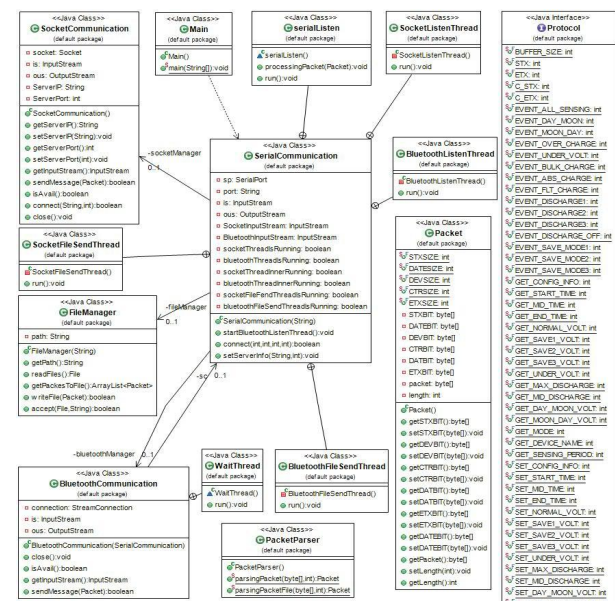 <<Java Class>>
SocketCommunication
(default package)
socket: Socket
is: InputStream
ous: OutputStream
ServerIP: String
ServerPort: int
SocketCommunication()
getServerIP():String
setServerIP(String):void
getServerPort():int
setServerPort(int):void
getInputStream():InputStream
sendMessage(Packet):boolean
isAvail():boolean
connect(String,int):boolean
close():void
<<Java Class>>
Main
(default package)
Main()
main(String[]):void
<<Java Class>>
serialListen
(default package)
serialListen()
processingPacket(Packet):void
run():void
<<Java Class>>
SocketListenThread
(default package)
SocketListenThread()
run():void
<<Java Interface>>
Protocol
(default package)
BUFFER_SIZE: int
STX: int
ETX: int
C_STX: int
C_ETX: int
EVENT_ALL_SENSING: int
EVENT_DAY_MOON: int
EVENT_MOON_DAY: int
EVENT_OVER_CHARGE: int
EVENT_UNDER_VOLT: int
EVENT_BULK_CHARGE: int
EVENT_ABS_CHARGE: int
EVENT_FLT_CHARGE: int
EVENT_DISCHARGE1: int
EVENT_DISCHARGE2: int
EVENT_DISCHARGE3: int
EVENT_DISCHARGE_OFF: int
EVENT_SAVE_MODE1: int
EVENT_SAVE_MODE2: int
EVENT_SAVE_MODE3: int
GET_CONFIG_INFO: int
GET_START_TIME: int
GET_MID_TIME: int
GET_END_TIME: int
GET_NORMAL_VOLT: int
GET_SAVE1_VOLT: int
GET_SAVE2_VOLT: int
GET_SAVE3_VOLT: int
GET_UNDER_VOLT: int
GET_MAX_DISCHARGE: int
GET_MID_DISCHARGE: int
GET_DAY_MOON_VOLT: int
GET_MOON_DAY_VOLT: int
GET_MODE: int
GET_DEVICE_NAME: int
GET_SENSING_PERIOD: int
SET_CONFIG_INFO: int
SET_START_TIME: int
SET_MID_TIME: int
SET_END_TIME: int
SET_NORMAL_VOLT: int
SET_SAVE1_VOLT: int
SET_SAVE2_VOLT: int
SET_SAVE3_VOLT: int
SET_UNDER_VOLT: int
SET_MAX_DISCHARGE: int
SET_MID_DISCHARGE: int
SET_DAY_MOON_VOLT: int
-socketManager
0..1
<<Java Class>>
SerialCommunication
(default package)
sp: SerialPort
port: String
is: InputStream
ous: OutputStream
SocketInputStream: InputStream
BluetoothInputStream: InputStream
socketThreadIsRunning: boolean
bluetoothThreadIsRunning: boolean
socketThreadInnerRunning: boolean
bluetoothThreadInnerRunning: boolean
socketFileFendThreadIsRunning: boolean
bluetoothFileSendThreadIsRunning: boolean
SerialCommunication(String)
startBluetoothListenThread():void
connect(int,int,int,int):boolean
setServerInfo(String,int):void
<<Java Class>>
BluetoothListenThread
(default package)
BluetoothListenThread()
run():void
<<Java Class>>
SocketFileSendThread
(default package)
SocketFileSendThread()
run():void
<<Java Class>>
Packet
(default package)
STXSIZE: int
DATESIZE: int
DEVSIZE: int
CTRSIZE: int
ETXSIZE: int
STXBIT: byte[]
DATEBIT: byte[]
DEVBIT: byte[]
CTRBIT: byte[]
DATBIT: byte[]
ETXBIT: byte[]
packet: byte[]
length: int
Packet()
getSTXBIT():byte[]
setSTXBIT(byte[]):void
getDEVBIT():byte[]
setDEVBIT(byte[]):void
getCTRBIT():byte[]
setCTRBIT(byte[]):void
getDATBIT():byte[]
setDATBIT(byte[]):void
getETXBIT():byte[]
setETXBIT(byte[]):void
getDATEBIT():byte[]
setDATEBIT(byte[]):void
getPacket():byte[]
setLength(int):void
getLength():int
<<Java Class>>
FileManager
(default package)
path: String
FileManager(String)
getPath():String
readFiles():File
getPackesToFile():ArrayList<Packet>
writeFile(Packet):boolean
accept(File,String):boolean
-fileManager
0..1
-sc 0..1
-bluetoothManager 0..1
<<Java Class>>
BluetoothCommunication
(default package)
connection: StreamConnection
is: InputStream
ous: OutputStream
BluetoothCommunication(SerialCommunication)
close():void
isAvail():boolean
getInputStream():InputStream
sendMessage(Packet):boolean
<<Java Class>>
WaitThread
(default package)
WaitThread()
run():void
<<Java Class>>
BluetoothFileSendThread
(default package)
BluetoothFileSendThread()
run():void
<<Java Class>>
PacketParser
(default package)
PacketParser()
parsingPacket(byte[],int):Packet
parsingPacketFile(byte[],int):Packet